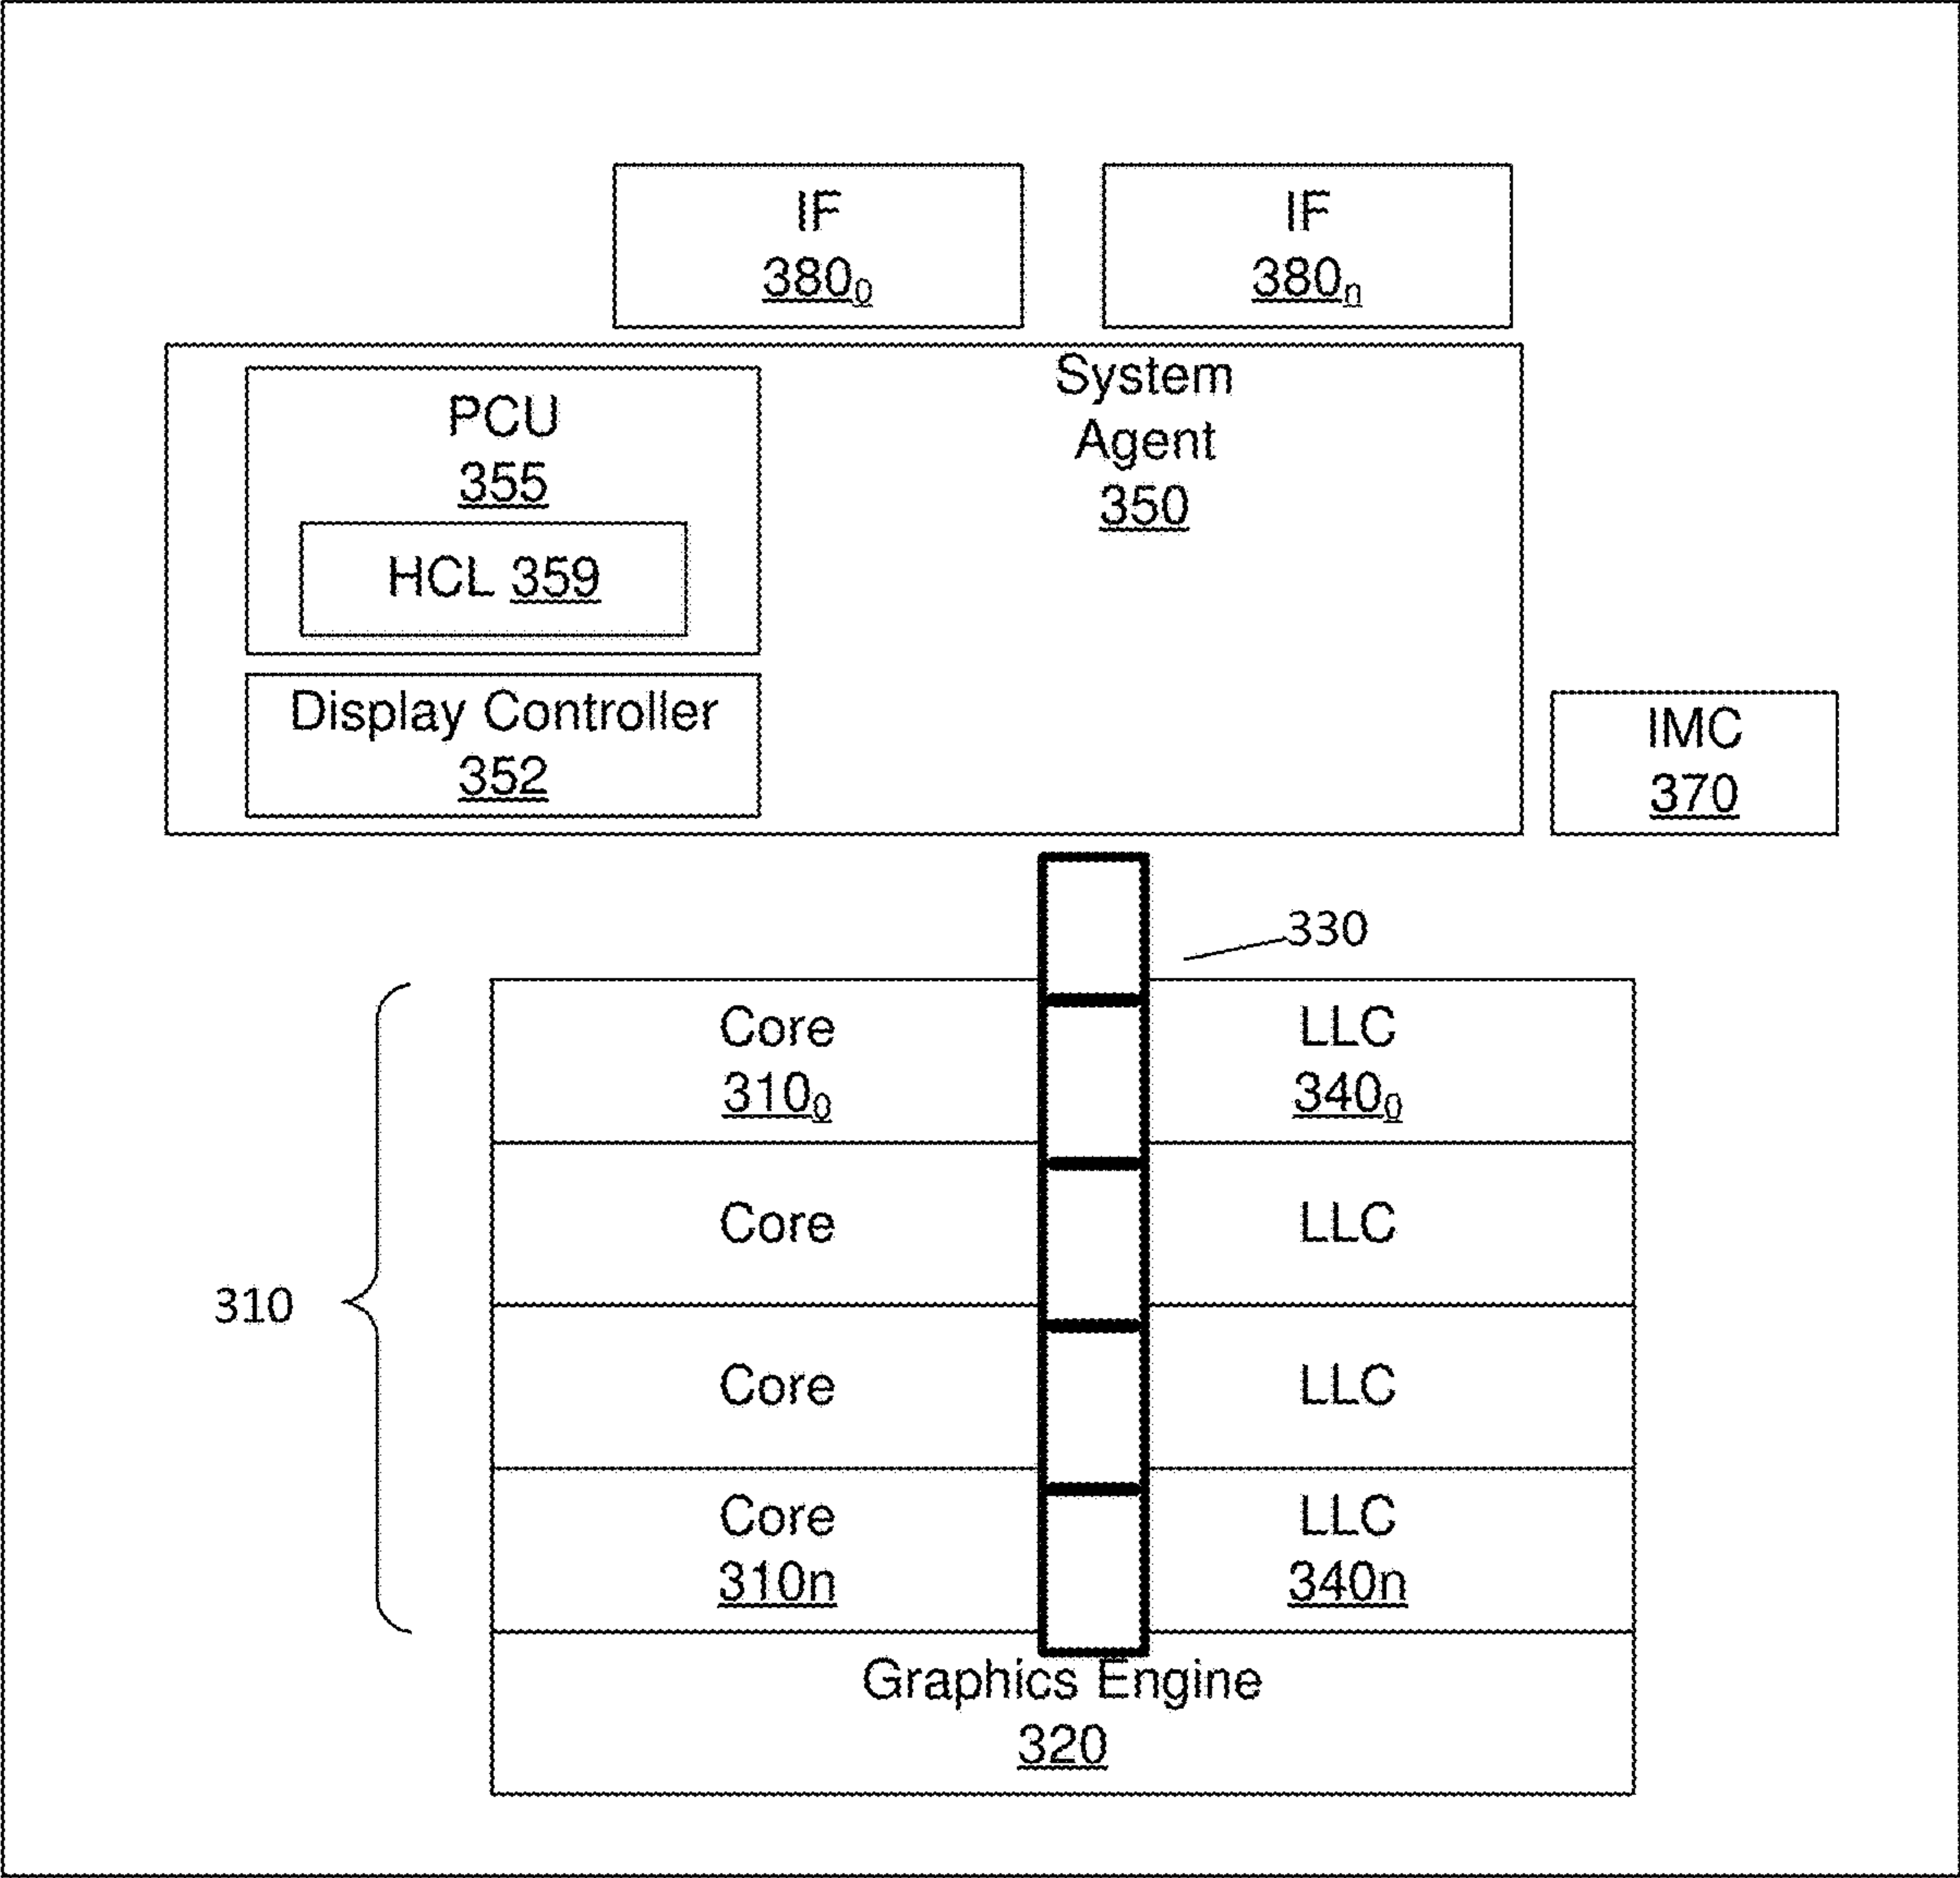 IF
380₀
IF
380ₙ
System
Agent
350
PCU
355
HCL 359
Display Controller
352
IMC
370
330
310
Core
310₀
LLC
340₀
Core
LLC
Core
LLC
Core
310n
LLC
340n
Graphics Engine
320